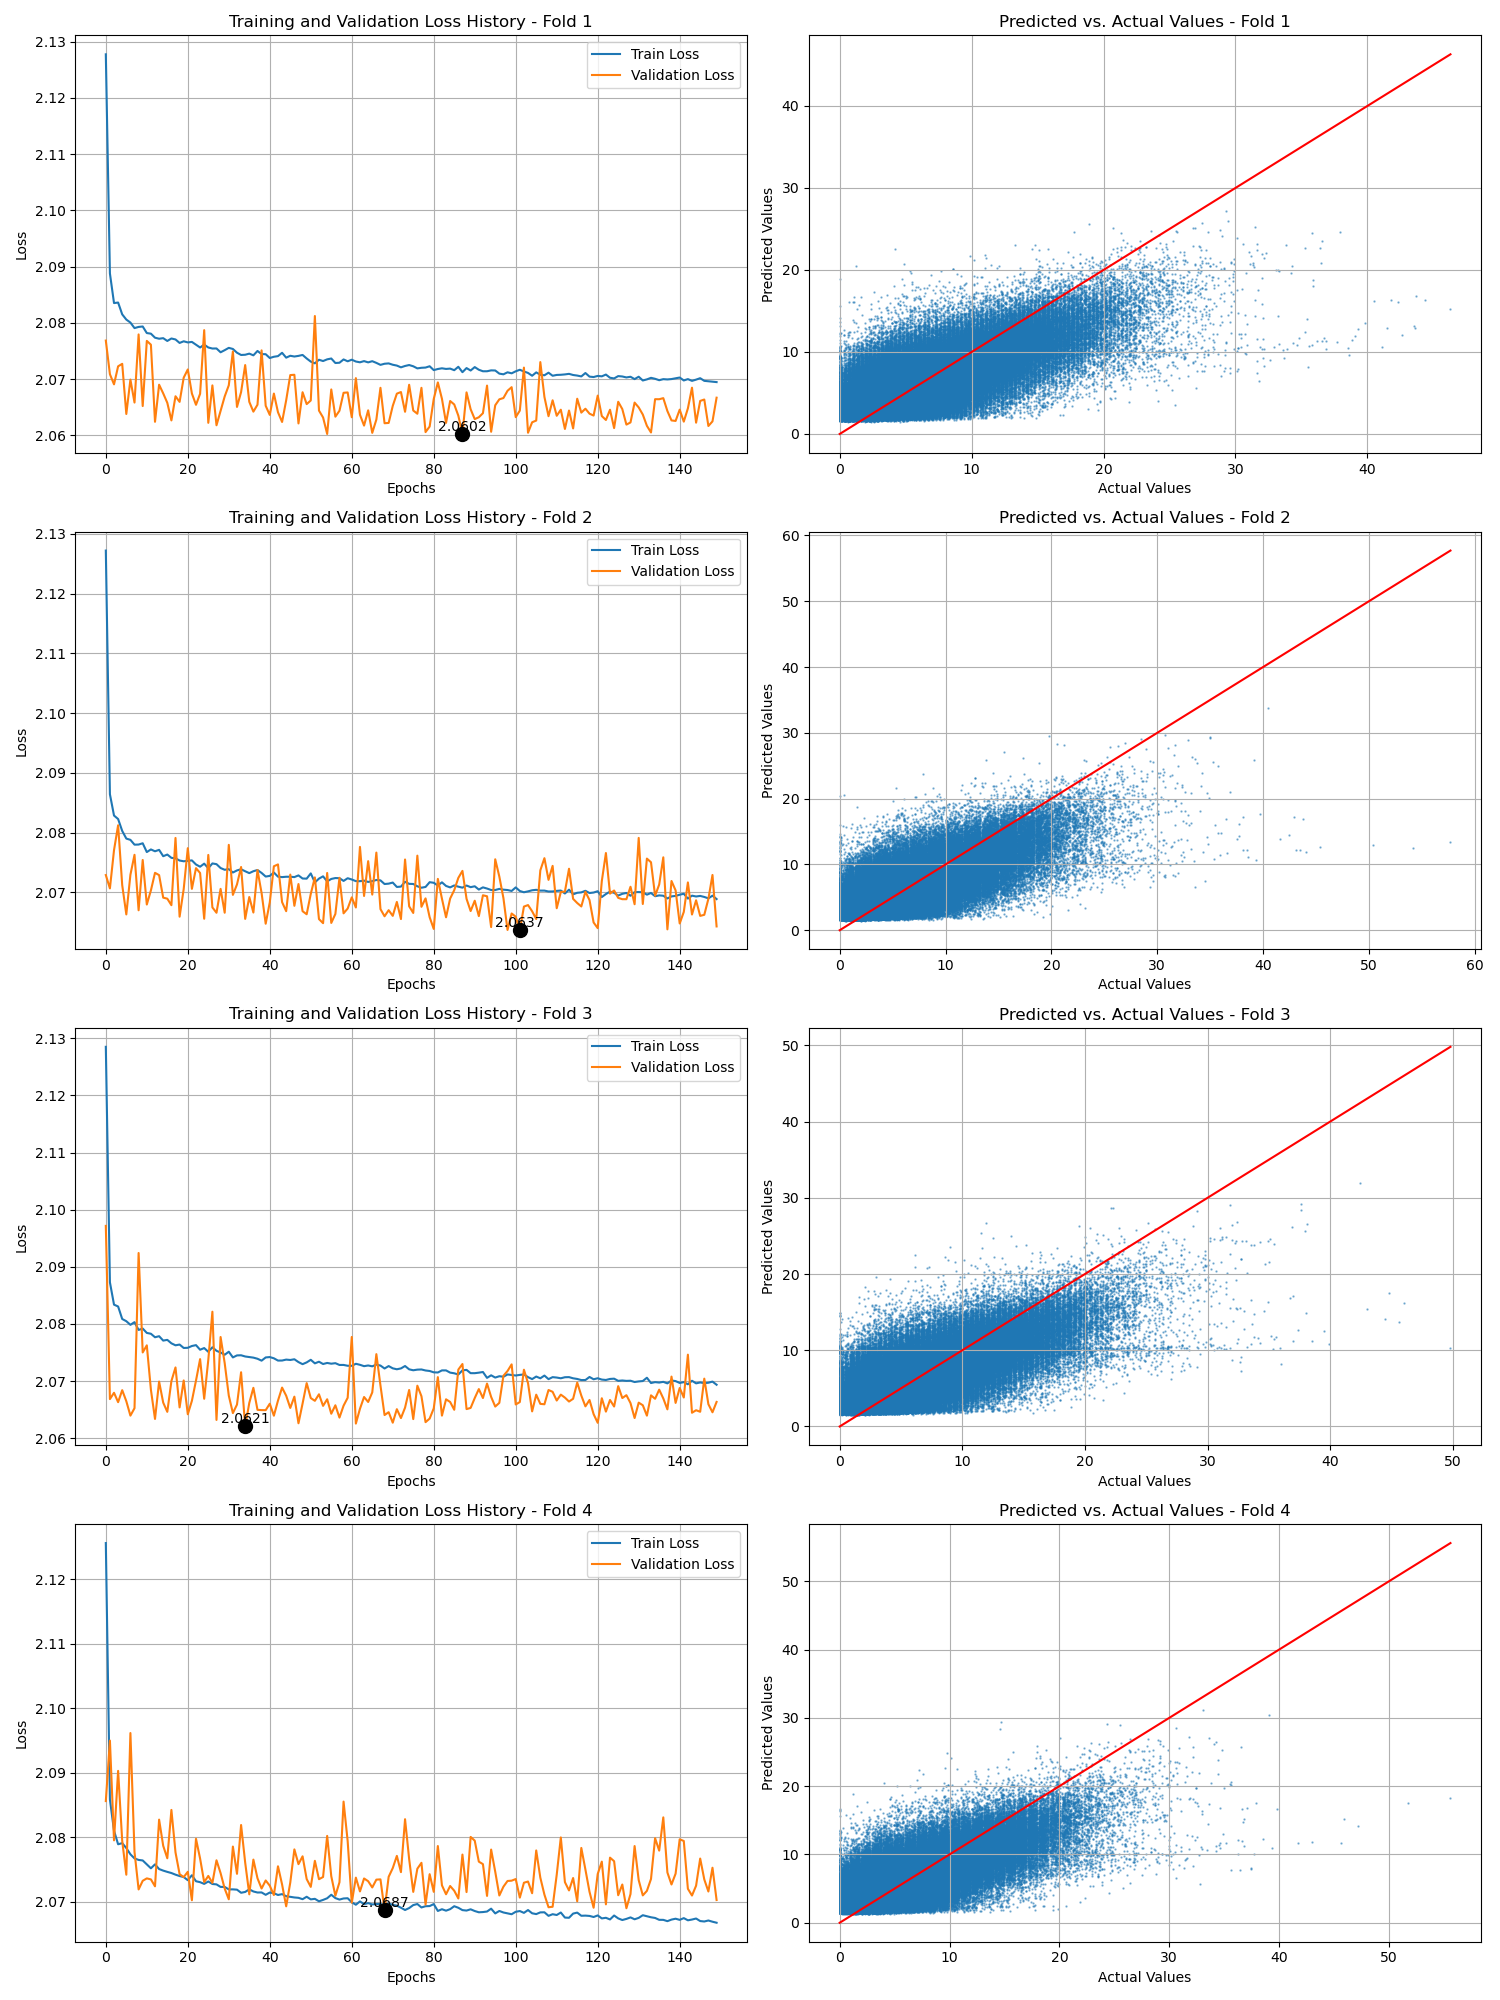 Training and Validation Loss History - Fold 1
Predicted vs. Actual Values - Fold 1
2.13
2.12
2.11
2.10
2.09
2.08
2.07
2.06
Loss
Train Loss
Validation Loss
2.0602
0 20 40 60 80 100 120 140
Epochs
40
30
20
10
0
Predicted Values
0 10 20 30 40
Actual Values
Training and Validation Loss History - Fold 2
Predicted vs. Actual Values - Fold 2
2.13
2.12
2.11
2.10
2.09
2.08
2.07
Loss
Train Loss
Validation Loss
2.0637
0 20 40 60 80 100 120 140
Epochs
60
50
40
30
20
10
0
Predicted Values
0 10 20 30 40 50 60
Actual Values
Training and Validation Loss History - Fold 3
Predicted vs. Actual Values - Fold 3
2.13
2.12
2.11
2.10
2.09
2.08
2.07
2.06
Loss
Train Loss
Validation Loss
2.0621
0 20 40 60 80 100 120 140
Epochs
50
40
30
20
10
0
Predicted Values
0 10 20 30 40 50
Actual Values
Training and Validation Loss History - Fold 4
Predicted vs. Actual Values - Fold 4
2.12
2.11
2.10
2.09
2.08
2.07
Loss
Train Loss
Validation Loss
2.0687
0 20 40 60 80 100 120 140
Epochs
50
40
30
20
10
0
Predicted Values
0 10 20 30 40 50
Actual Values